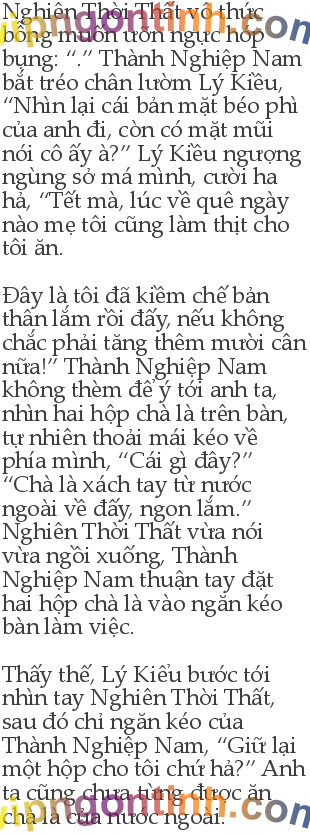 Nghiên Thời Thất vô thức
bỗng muốn ưỡn ngực hóp
bụng: “.” Thành Nghiệp Nam
bắt tréo chân lườm Lý Kiều,
“Nhìn lại cái bản mặt béo phì
của anh đi, còn có mặt mũi
nói cô ấy à?” Lý Kiều ngượng
ngùng sở má mình, cười ha
hả, “Tết mà, lúc về quê ngày
nào mẹ tôi cũng làm thịt cho
tôi ăn.

Đây là tôi đã kiềm chế bản
thân lắm rồi đấy, nếu không
chắc phải tăng thêm mười cân
nữa!” Thành Nghiệp Nam
không thèm để ý tới anh ta,
nhìn hai hộp chà là trên bàn,
tự nhiên thoải mái kéo về
phía mình, “Cái gì đây?”
“Chà là xách tay từ nước
ngoài về đấy, ngon lắm.”
Nghiên Thời Thất vừa nói
vừa ngồi xuống, Thành
Nghiệp Nam thuận tay đặt
hai hộp chà là vào ngăn kéo
bàn làm việc.

Thấy thế, Lý Kiểu bước tới
nhìn tay Nghiên Thời Thất,
sau đó chỉ ngăn kéo của
Thành Nghiệp Nam, “Giữ lại
một hộp cho tôi chứ hả?” Anh
ta cũng chưa từng được ăn
chà là của nước ngoài.
vipngontinh.com
vipngontinh.com